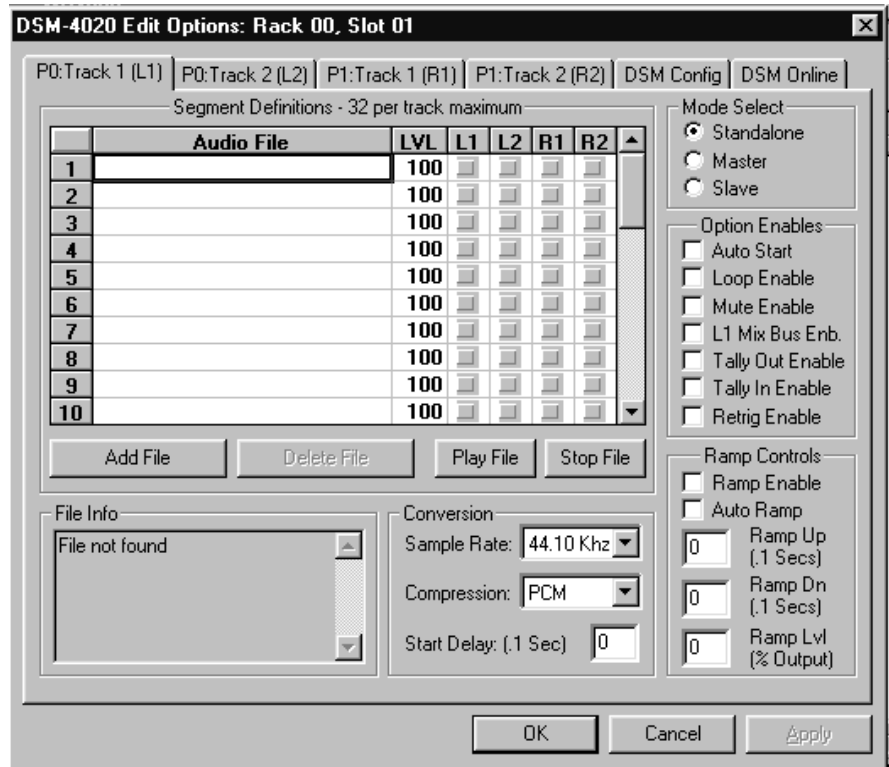 DSM-4020 Edit Options: Rack 00, Slot 01
P0:Track 1 (L1) P0:Track 2 (L2) P1:Track 1 (R1) P1:Track 2 (R2) DSM Config DSM Online
Segment Definitions - 32 per track maximum
Audio File LVL L1 L2 R1 R2
1 100
2 100
3 100
4 100
5 100
6 100
7 100
8 100
9 100
10 100
Add File Delete File Play File Stop File
File Info
File not found
Conversion
Sample Rate: 44.10 Khz
Compression: PCM
Start Delay: (.1 Sec) 0
Mode Select
Standalone
Master
Slave
Option Enables
Auto Start
Loop Enable
Mute Enable
L1 Mix Bus Enb.
Tally Out Enable
Tally In Enable
Retrig Enable
Ramp Controls
Ramp Enable
Auto Ramp
0 Ramp Up
(.1 Secs)
0 Ramp Dn
(.1 Secs)
0 Ramp Lvl
(% Output)
OK Cancel Apply